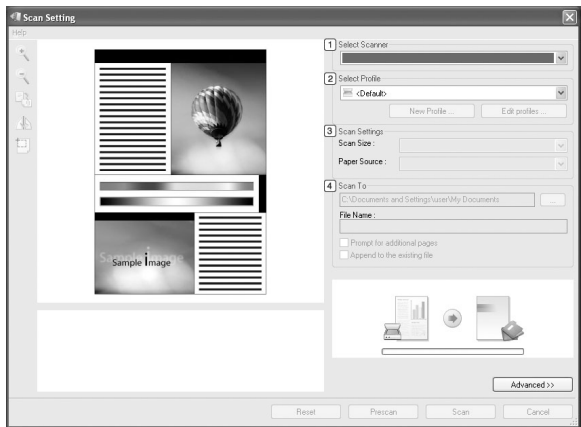 Scan Setting
Help
1 Select Scanner
2 Select Profile
<Default>
New Profile ... Edit profiles ...
3 Scan Settings
Scan Size :
Paper Source :
4 Scan To
C:\Documents and Settings\user\My Documents ...
File Name :
Prompt for additional pages
Append to the existing file
Sample image
Sample Image
Advanced >>
Reset Prescan Scan Cancel